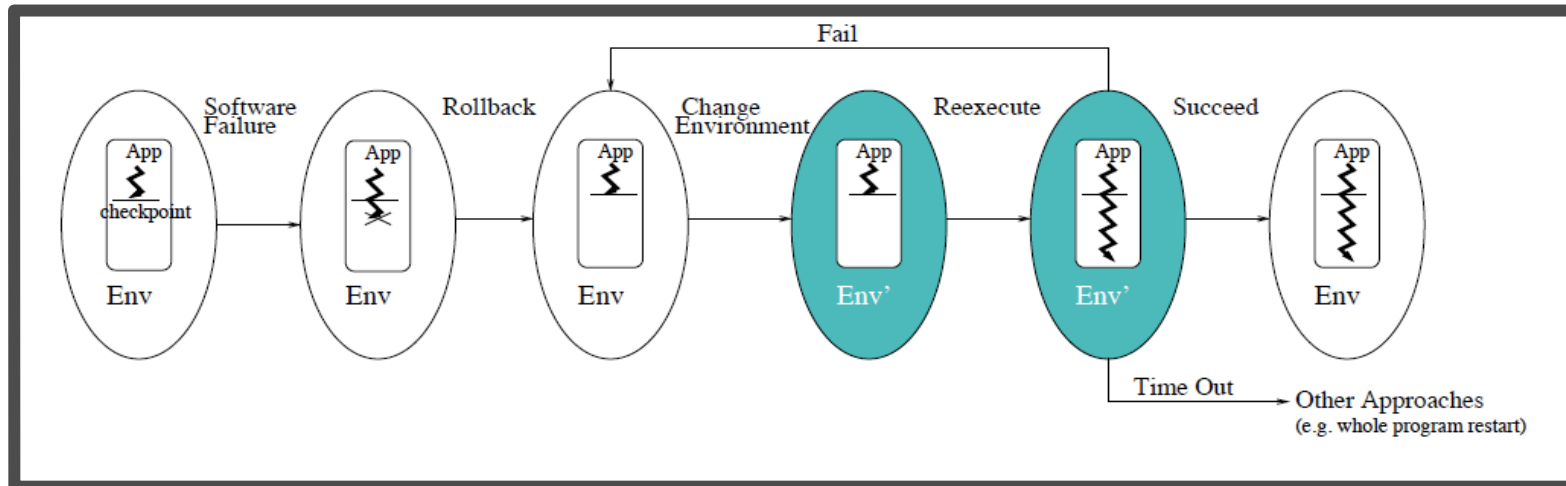 Fail
Software
Failure
Rollback
Change
Environment
Reexecute
Succeed
App
App
App
App
App
App
checkpoint
Env
Env
Env
Env’
Env’
Env
Time Out
Other Approaches
(e.g. whole program restart)